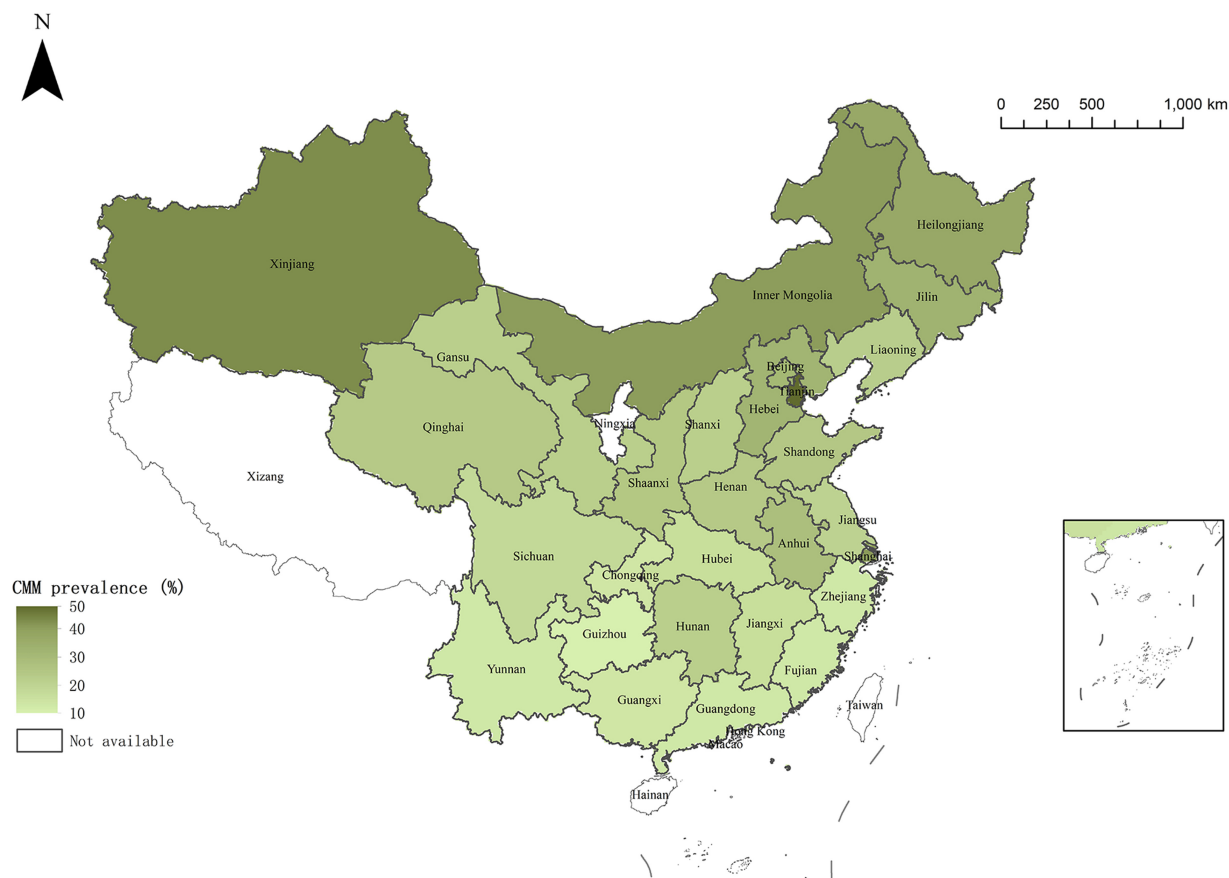 N
0 250 500 1,000 km
Heilongjiang
Xinjiang
Inner Mongolia
Jilin
Liaoning
Gansu
Beijing
Tianjin
Hebei
Ningxia
Shanxi
Qinghai
Shandong
Xizang
Shaanxi
Henan
Jiangsu
Anhui
Shanghai
Sichuan
Hubei
Chongqing
Zhejiang
Jiangxi
Hunan
Guizhou
Yunnan
Fujian
Guangxi
Guangdong
Taiwan
Hong Kong
Macao
Hainan
CMM prevalence (%)
50
40
30
20
10
Not available